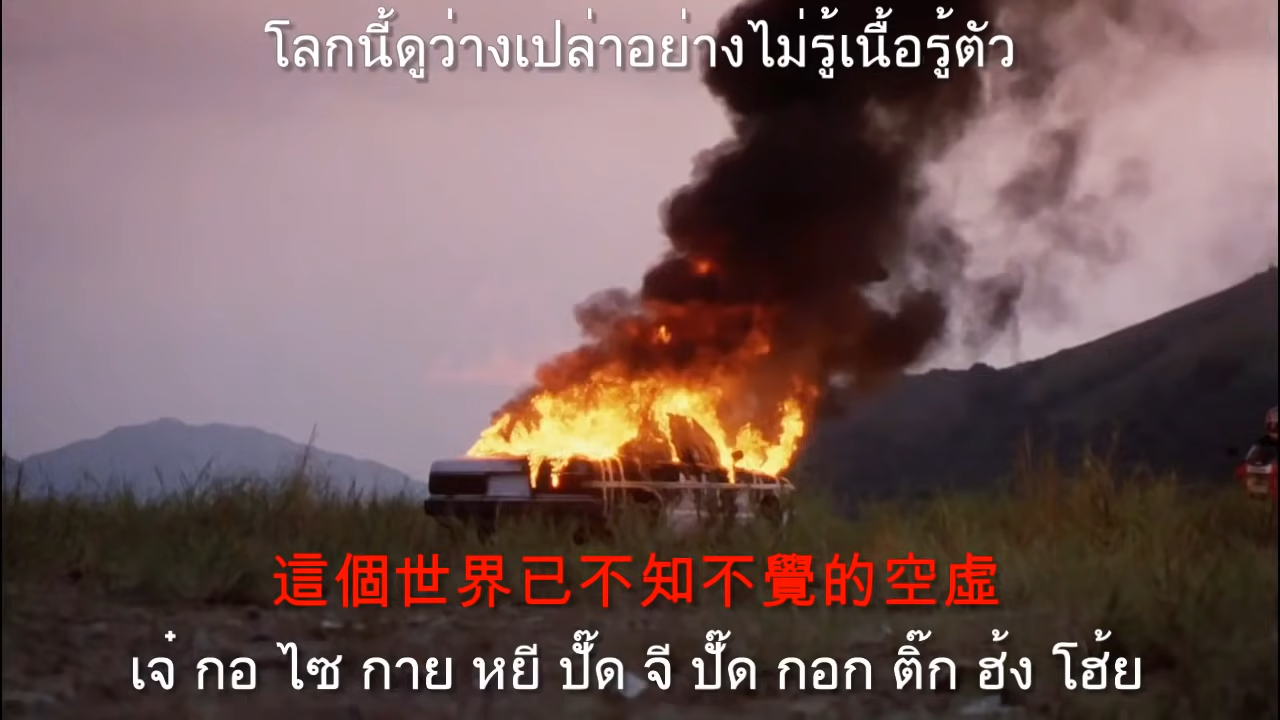 โลกนี้ดูว่างเปล่าอย่างไม่รู้เนื้อรู้ตัว
這個世界已不知不覺的空虛
เจ๋ กอ ไซ กาย หยี ปั๊ด จี ปั๊ด กอก ติ๊ก ฮ้ง โฮ้ย